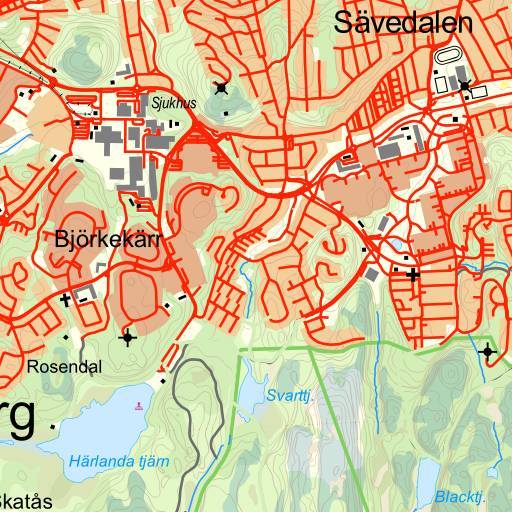 Sävedalen
Sjukhus
Björkekärr
Rosendal
Svarttj.
rg
Härlanda tjärn
Skatås
Blacktj.